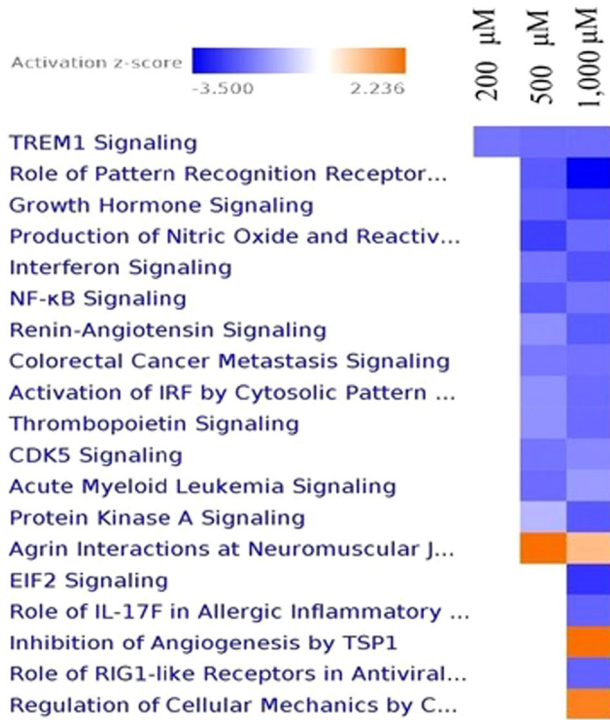 Activation z-score
-3.500 2.236
200 μM
500 μM
1,000 μM
TREM1 Signaling
Role of Pattern Recognition Receptor...
Growth Hormone Signaling
Production of Nitric Oxide and Reactiv...
Interferon Signaling
NF-κB Signaling
Renin-Angiotensin Signaling
Colorectal Cancer Metastasis Signaling
Activation of IRF by Cytosolic Pattern ...
Thrombopoietin Signaling
CDK5 Signaling
Acute Myeloid Leukemia Signaling
Protein Kinase A Signaling
Agrin Interactions at Neuromuscular J...
EIF2 Signaling
Role of IL-17F in Allergic Inflammatory ...
Inhibition of Angiogenesis by TSP1
Role of RIG1-like Receptors in Antiviral...
Regulation of Cellular Mechanics by C...